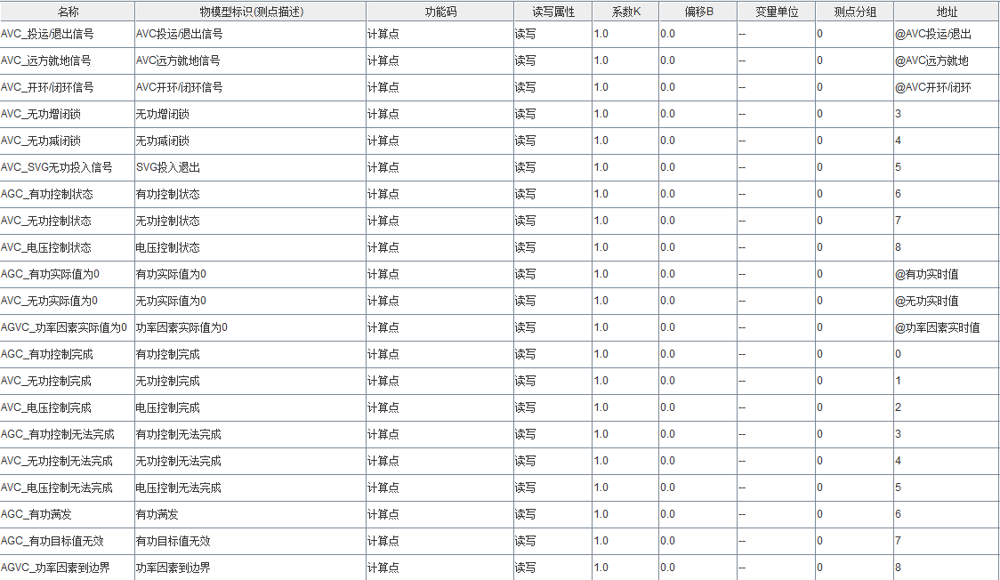 名称 物模型标识(测点描述) 功能码 读写属性 系数K 偏移B 变量单位 测点分组 地址
AVC_投运/退出信号 AVC投运/退出信号 计算点 读写 1.0 0.0 -- 0 @AVC投运/退出
AVC_远方就地信号 AVC远方就地信号 计算点 读写 1.0 0.0 -- 0 @AVC远方就地
AVC_开环/闭环信号 AVC开环/闭环信号 计算点 读写 1.0 0.0 -- 0 @AVC开环/闭环
AVC_无功增闭锁 无功增闭锁 计算点 读写 1.0 0.0 -- 0 3
AVC_无功减闭锁 无功减闭锁 计算点 读写 1.0 0.0 -- 0 4
AVC_SVG无功投入信号 SVG投入退出 计算点 读写 1.0 0.0 -- 0 5
AGC_有功控制状态 有功控制状态 计算点 读写 1.0 0.0 -- 0 6
AVC_无功控制状态 无功控制状态 计算点 读写 1.0 0.0 -- 0 7
AVC_电压控制状态 电压控制状态 计算点 读写 1.0 0.0 -- 0 8
AGC_有功实际值为0 有功实际值为0 计算点 读写 1.0 0.0 -- 0 @有功实时值
AVC_无功实际值为0 无功实际值为0 计算点 读写 1.0 0.0 -- 0 @无功实时值
AGVC_功率因素实际值为0 功率因素实际值为0 计算点 读写 1.0 0.0 -- 0 @功率因素实时值
AGC_有功控制完成 有功控制完成 计算点 读写 1.0 0.0 -- 0 0
AVC_无功控制完成 无功控制完成 计算点 读写 1.0 0.0 -- 0 1
AVC_电压控制完成 电压控制完成 计算点 读写 1.0 0.0 -- 0 2
AGC_有功控制无法完成 有功控制无法完成 计算点 读写 1.0 0.0 -- 0 3
AVC_无功控制无法完成 无功控制无法完成 计算点 读写 1.0 0.0 -- 0 4
AVC_电压控制无法完成 电压控制无法完成 计算点 读写 1.0 0.0 -- 0 5
AGC_有功满发 有功满发 计算点 读写 1.0 0.0 -- 0 6
AGC_有功目标值无效 有功目标值无效 计算点 读写 1.0 0.0 -- 0 7
AGVC_功率因素到边界 功率因素到边界 计算点 读写 1.0 0.0 -- 0 8